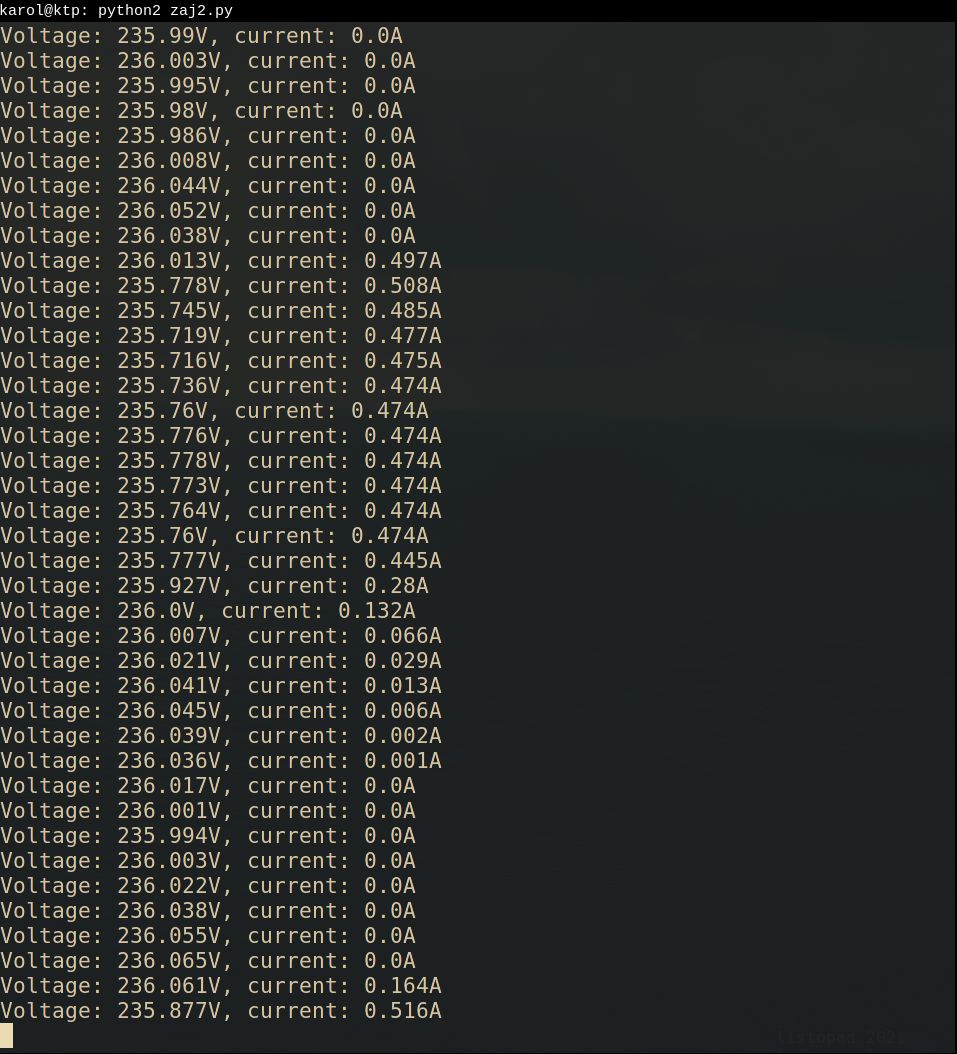 karol@ktp: python2 zaj2.py
Voltage: 235.99V, current: 0.0A
Voltage: 236.003V, current: 0.0A
Voltage: 235.995V, current: 0.0A
Voltage: 235.98V, current: 0.0A
Voltage: 235.986V, current: 0.0A
Voltage: 236.008V, current: 0.0A
Voltage: 236.044V, current: 0.0A
Voltage: 236.052V, current: 0.0A
Voltage: 236.038V, current: 0.0A
Voltage: 236.013V, current: 0.497A
Voltage: 235.778V, current: 0.508A
Voltage: 235.745V, current: 0.485A
Voltage: 235.719V, current: 0.477A
Voltage: 235.716V, current: 0.475A
Voltage: 235.736V, current: 0.474A
Voltage: 235.76V, current: 0.474A
Voltage: 235.776V, current: 0.474A
Voltage: 235.778V, current: 0.474A
Voltage: 235.773V, current: 0.474A
Voltage: 235.764V, current: 0.474A
Voltage: 235.76V, current: 0.474A
Voltage: 235.777V, current: 0.445A
Voltage: 235.927V, current: 0.28A
Voltage: 236.0V, current: 0.132A
Voltage: 236.007V, current: 0.066A
Voltage: 236.021V, current: 0.029A
Voltage: 236.041V, current: 0.013A
Voltage: 236.045V, current: 0.006A
Voltage: 236.039V, current: 0.002A
Voltage: 236.036V, current: 0.001A
Voltage: 236.017V, current: 0.0A
Voltage: 236.001V, current: 0.0A
Voltage: 235.994V, current: 0.0A
Voltage: 236.003V, current: 0.0A
Voltage: 236.022V, current: 0.0A
Voltage: 236.038V, current: 0.0A
Voltage: 236.055V, current: 0.0A
Voltage: 236.065V, current: 0.0A
Voltage: 236.061V, current: 0.164A
Voltage: 235.877V, current: 0.516A
listopad 2021